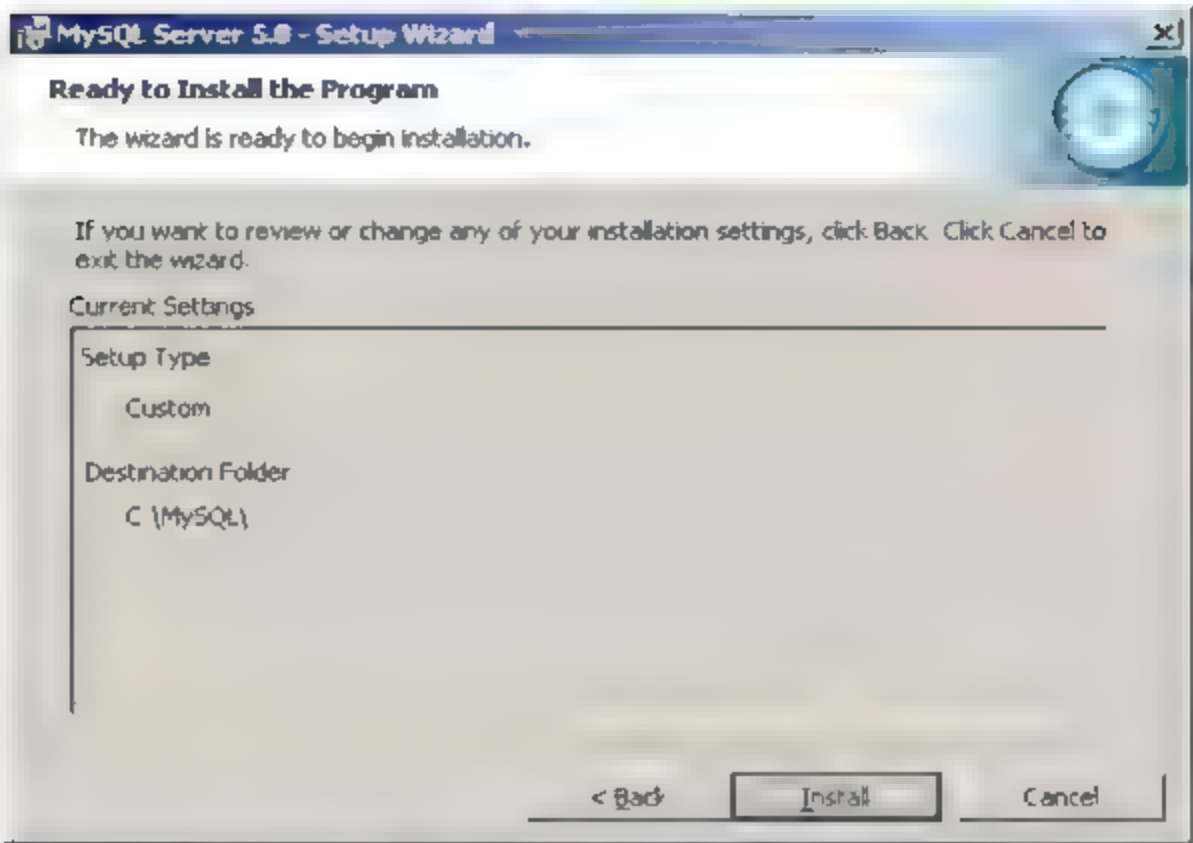 MySQL Server 5.0 - Setup Wizard
Ready to Install the Program
The wizard is ready to begin installation.
If you want to review or change any of your installation settings, click Back Click Cancel to
exit the wizard.
Current Settings
Setup Type
Custom
Destination Folder
C \MySQL\
< Back
Install
Cancel